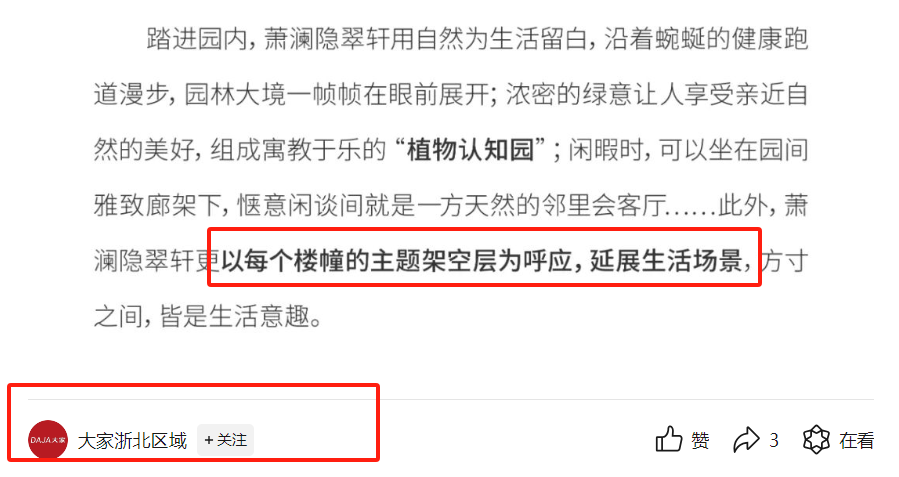 踏进园内，萧澜隐翠轩用自然为生活留白，沿着蜿蜒的健康跑
道漫步，园林大境一帧帧在眼前展开；浓密的绿意让人享受亲近自
然的美好，组成寓教于乐的“植物认知园”；闲暇时，可以坐在园间
雅致廊架下，惬意闲谈间就是一方天然的邻里会客厅……此外，萧
澜隐翠轩更以每个楼幢的主题架空层为呼应，延展生活场景，方寸
之间，皆是生活意趣。
DAJA大家 大家浙北区域 +关注 赞 3 在看